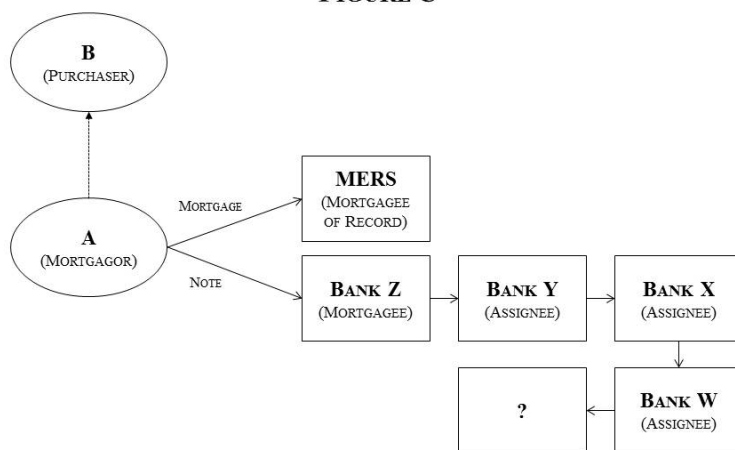 FIGURE C
B
(PURCHASER)
MERS
(MORTGAGEE
OF RECORD)
MORTGAGE
A
(MORTGAGOR)
NOTE
BANK Z
(MORTGAGEE)
BANK Y
(ASSIGNEE)
BANK X
(ASSIGNEE)
?
BANK W
(ASSIGNEE)